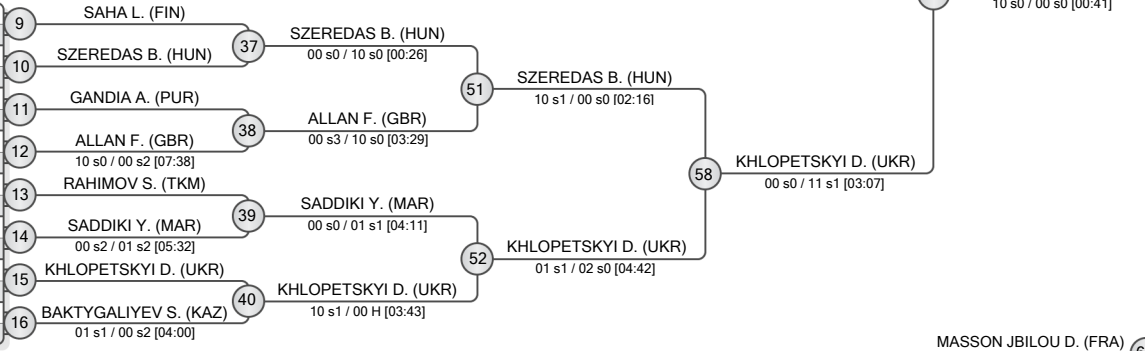 10 s0 / 00 s0 [00:41]
9
SAHA L. (FIN)
37
SZEREDAS B. (HUN)
00 s0 / 10 s0 [00:26]
10
SZEREDAS B. (HUN)
51
SZEREDAS B. (HUN)
10 s1 / 00 s0 [02:16]
11
GANDIA A. (PUR)
38
ALLAN F. (GBR)
00 s3 / 10 s0 [03:29]
12
ALLAN F. (GBR)
10 s0 / 00 s2 [07:38]
58
KHLOPETSKYI D. (UKR)
00 s0 / 11 s1 [03:07]
13
RAHIMOV S. (TKM)
39
SADDIKI Y. (MAR)
00 s0 / 01 s1 [04:11]
14
SADDIKI Y. (MAR)
00 s2 / 01 s2 [05:32]
52
KHLOPETSKYI D. (UKR)
01 s1 / 02 s0 [04:42]
15
KHLOPETSKYI D. (UKR)
40
KHLOPETSKYI D. (UKR)
10 s1 / 00 H [03:43]
16
BAKTYGALIYEV S. (KAZ)
01 s1 / 00 s2 [04:00]
MASSON JBILOU D. (FRA)